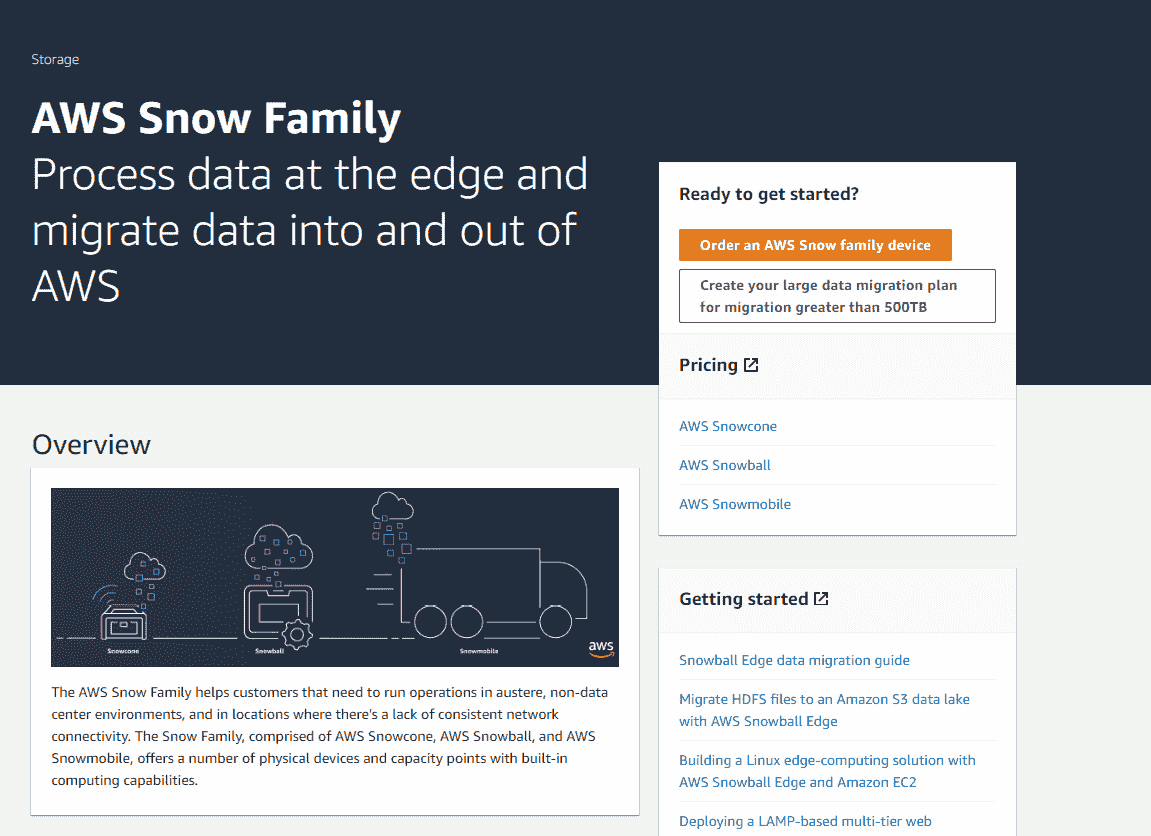 Storage
AWS Snow Family
Process data at the edge and
migrate data into and out of
AWS
Ready to get started?
Order an AWS Snow family device
Create your large data migration plan
for migration greater than 500TB
Pricing
AWS Snowcone
AWS Snowball
AWS Snowmobile
Overview
Snowcone
Snowball
Snowmobile
aws
The AWS Snow Family helps customers that need to run operations in austere, non-data
center environments, and in locations where there's a lack of consistent network
connectivity. The Snow Family, comprised of AWS Snowcone, AWS Snowball, and AWS
Snowmobile, offers a number of physical devices and capacity points with built-in
computing capabilities.
Getting started
Snowball Edge data migration guide
Migrate HDFS files to an Amazon S3 data lake
with AWS Snowball Edge
Building a Linux edge-computing solution with
AWS Snowball Edge and Amazon EC2
Deploying a LAMP-based multi-tier web